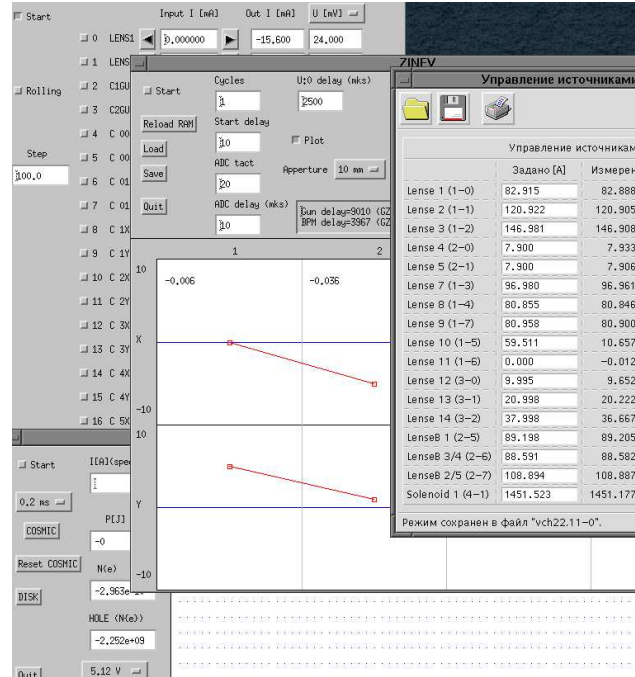 Start
Input I [mA] Out I [mA] U [mV]
0 LENS1 0.000000 -15.600 24.000
1 LENS
Rolling
2 C1GU
3 C2GU
4 C 00
Step
5 C 00
100.0
6 C 01
7 C 01
8 C 1X
9 C 1Y
10 C 2X
11 C 2Y
12 C 3X
13 C 3Y
14 C 4X
15 C 4Y
16 C 5X
Start
Cycles
1
U:0 delay (mks)
2500
Reload RAM
Start delay
10
Plot
Load
ADC tact
20
Apperture 10 mm
Save
Quit
ADC delay (mks)
10
Gun delay=9010 (GZ
BPM delay=3967 (GZ
1 2
10
-0.006 -0.036
X
-10
10
Y
-10
ZINFV
Управление источниками
Управление источникам
Задано [A] Измерен
Lense 1 (1-0) 82.915 82.888
Lense 2 (1-1) 120.922 120.905
Lense 3 (1-2) 146.981 146.908
Lense 4 (2-0) 7.900 7.933
Lense 5 (2-1) 7.900 7.906
Lense 7 (1-3) 96.980 96.961
Lense 8 (1-4) 80.855 80.846
Lense 9 (1-7) 80.958 80.900
Lense 10 (1-5) 59.511 10.657
Lense 11 (1-6) 0.000 -0.012
Lense 12 (3-0) 9.995 9.652
Lense 13 (3-1) 20.998 20.222
Lense 14 (3-2) 37.998 36.667
LenseB 1 (2-5) 89.198 89.205
LenseB 3/4 (2-6) 88.591 88.582
LenseB 2/5 (2-7) 108.894 108.887
Solenoid 1 (4-1) 1451.523 1451.177
Режим сохранен в файл "vch22.11-0".
Start
I[A](spe
0.2 ms
COSMIC
P[J]
-0
Reset COSMIC
N(e)
DISK
HOLE (N(e))
-2.252e+09
Quit
5.12 V